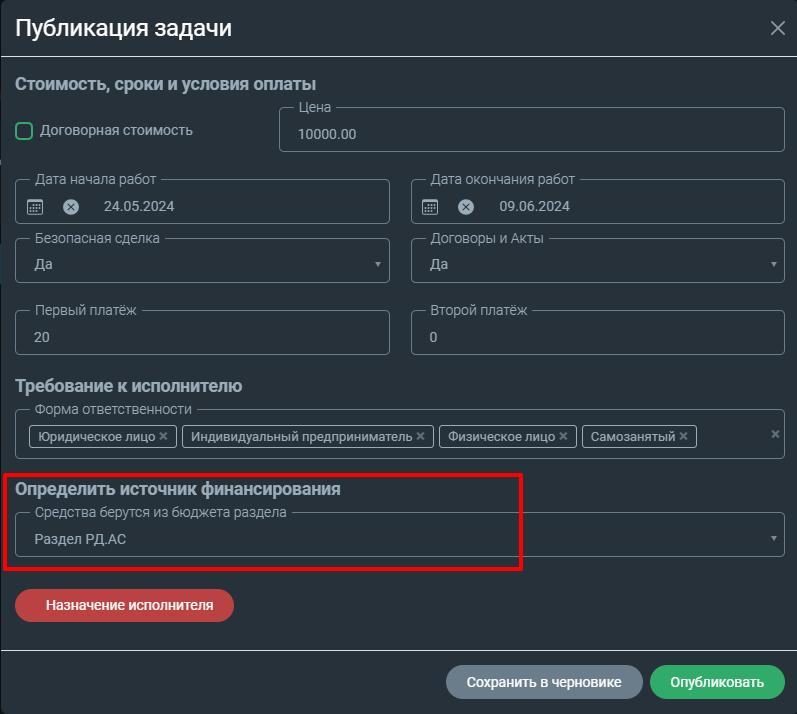 Публикация задачи
Стоимость, сроки и условия оплаты
Договорная стоимость
Цена
10000.00
Дата начала работ
24.05.2024
Дата окончания работ
09.06.2024
Безопасная сделка
Да
Договоры и Акты
Да
Первый платёж
20
Второй платёж
0
Требование к исполнителю
Форма ответственности
Юридическое лицо Индивидуальный предприниматель Физическое лицо Самозанятый
Определить источник финансирования
Средства берутся из бюджета раздела
Раздел РД.АС
Назначение исполнителя
Сохранить в черновике Опубликовать